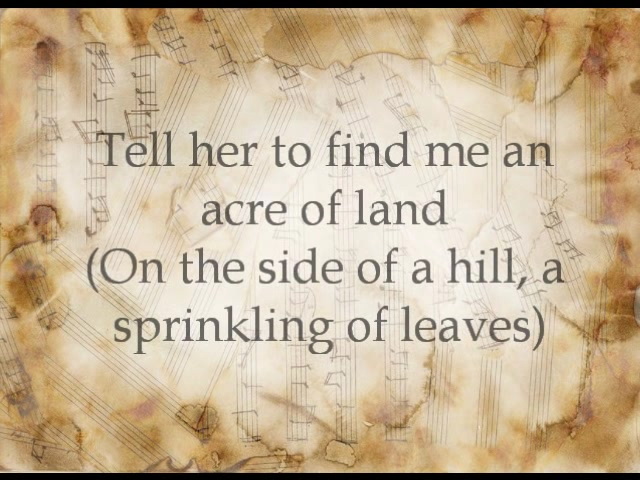 Tell her to find me an
acre of land
(On the side of a hill, a
sprinkling of leaves)